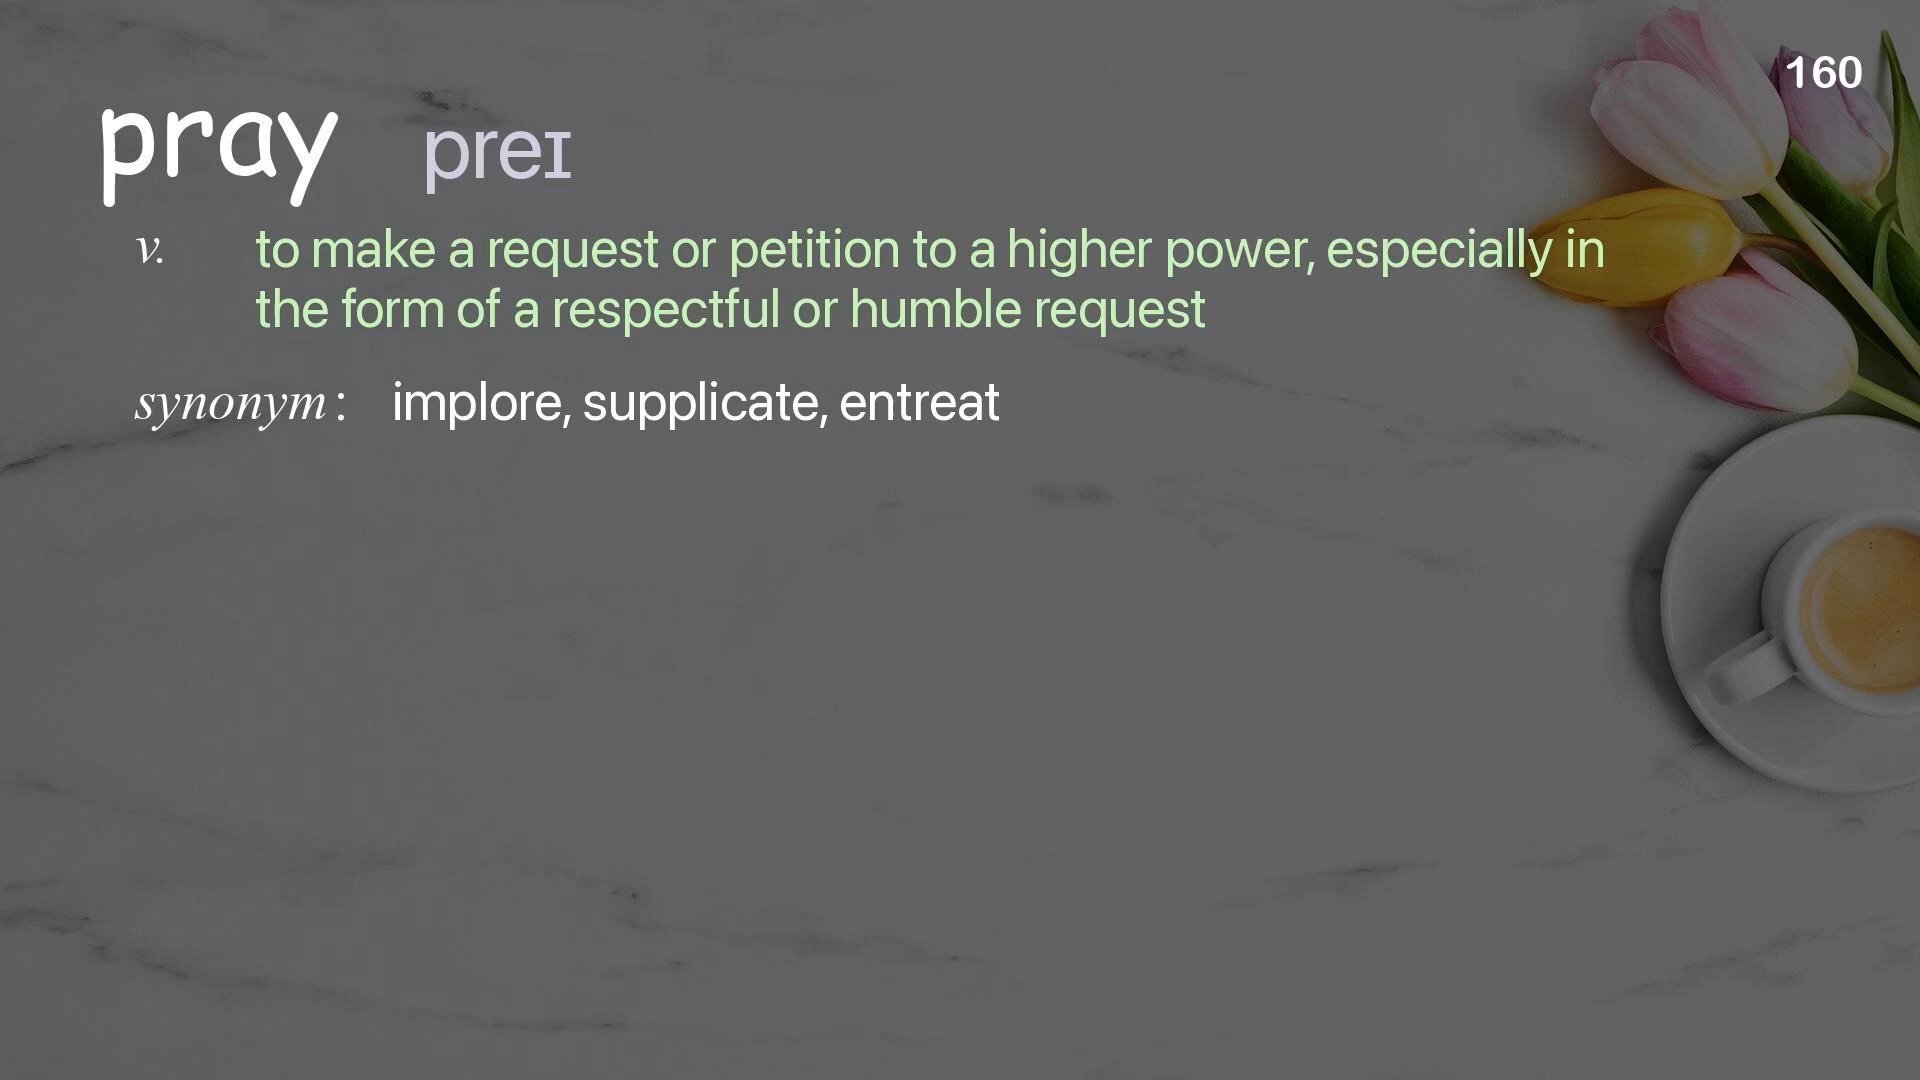 160
pray preɪ
v. to make a request or petition to a higher power, especially in
the form of a respectful or humble request
synonym : implore, supplicate, entreat